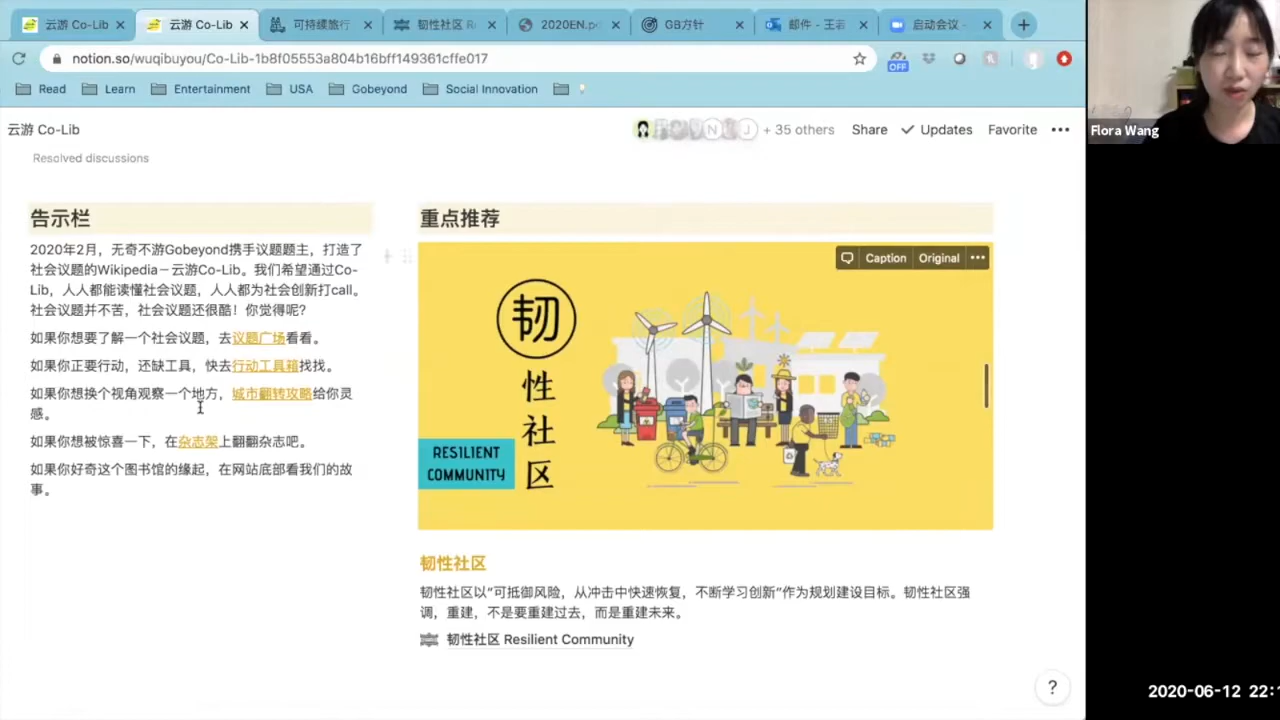 云游 Co-Lib
云游 Co-Lib
可持续旅行
韧性社区 R
2020EN.p
GB方针
邮件 - 王若
启动会议 -
notion.so/wuqibuyou/Co-Lib-1b8f05553a804b16bff149361cffe017
OFF
Read
Learn
Entertainment
USA
Gobeyond
Social Innovation
云游 Co-Lib
N
J
+ 35 others
Share
Updates
Favorite
Resolved discussions
告示栏
2020年2月，无奇不游Gobeyond携手议题题主，打造了
社会议题的Wikipedia－云游Co-Lib。我们希望通过Co-
Lib，人人都能读懂社会议题，人人都为社会创新打call。
社会议题并不苦，社会议题还很酷！你觉得呢？
如果你想要了解一个社会议题，去议题广场看看。
如果你正要行动，还缺工具，快去行动工具箱找找。
如果你想换个视角观察一个地方，城市翻转攻略给你灵
感。
如果你想被惊喜一下，在杂志架上翻翻杂志吧。
如果你好奇这个图书馆的缘起，在网站底部看我们的故
事。
重点推荐
Caption
Original
韧
性
社
区
RESILIENT
COMMUNITY
韧性社区
韧性社区以“可抵御风险，从冲击中快速恢复，不断学习创新”作为规划建设目标。韧性社区强
调，重建，不是要重建过去，而是重建未来。
韧性社区 Resilient Community
?
Flora Wang
2020-06-12 22:1